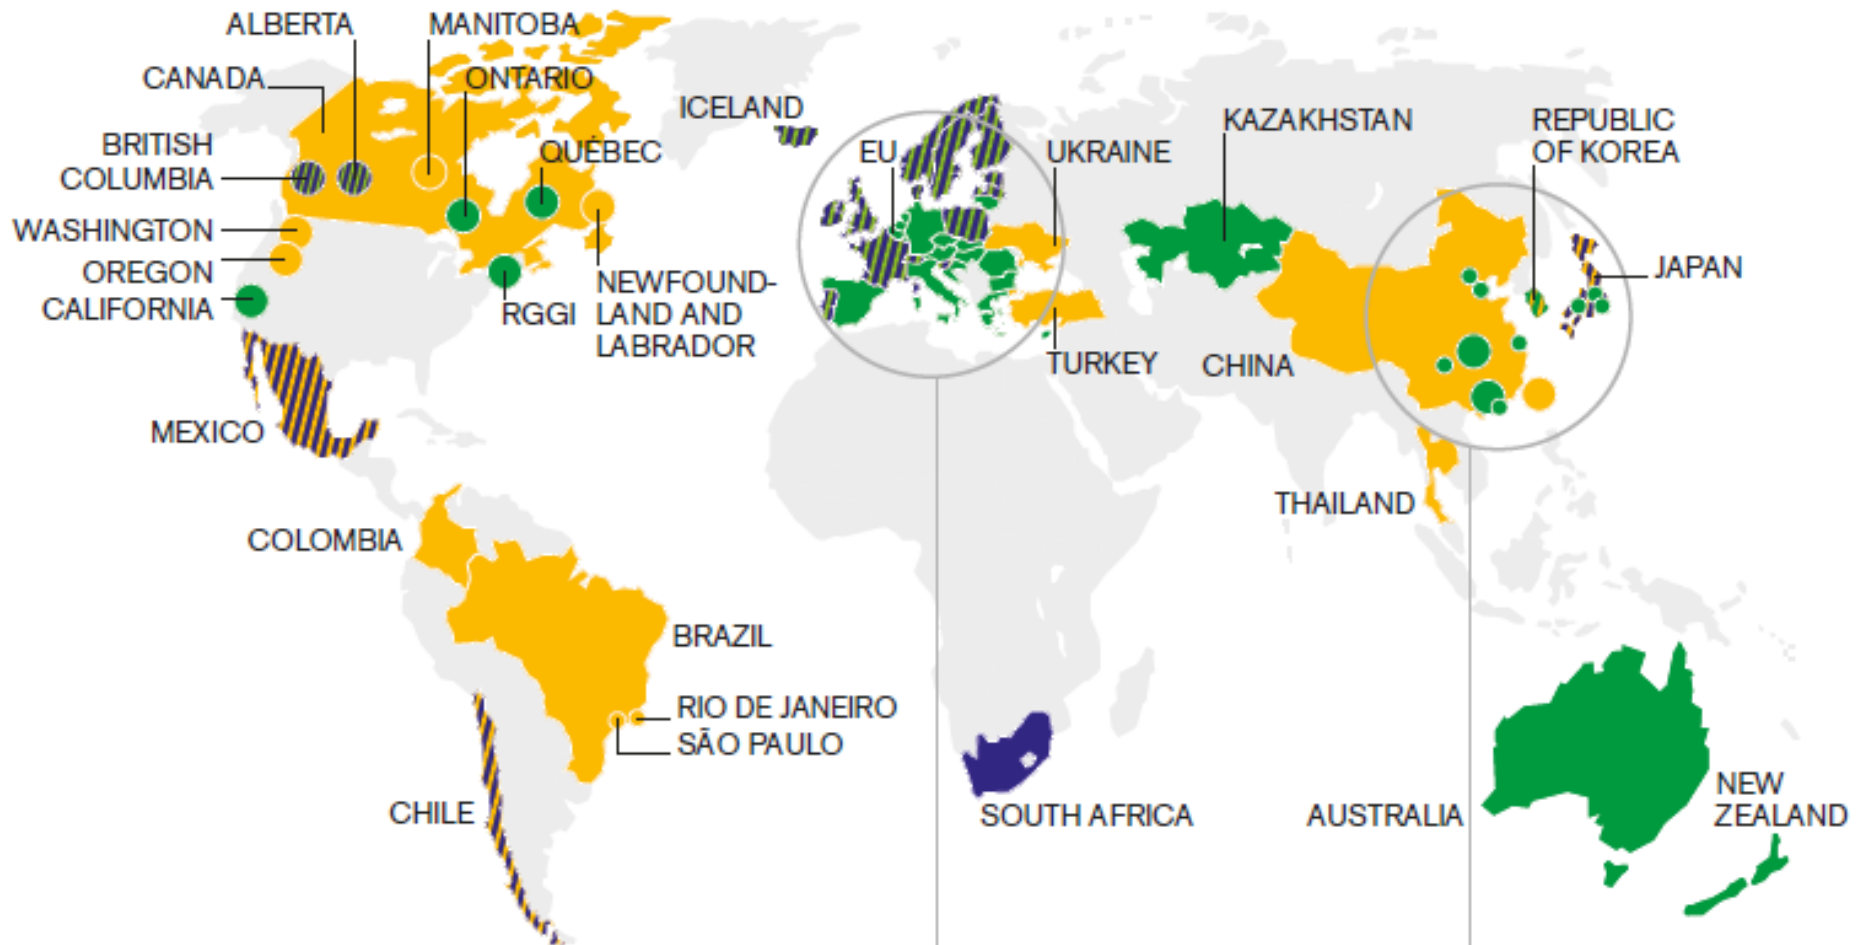 ALBERTA
MANITOBA
CANADA
ONTARIO
ICELAND
KAZAKHSTAN
REPUBLIC
OF KOREA
BRITISH
COLUMBIA
QUÉBEC
EU
UKRAINE
WASHINGTON
OREGON
CALIFORNIA
RGGI
NEWFOUND-
LAND AND
LABRADOR
JAPAN
TURKEY
CHINA
MEXICO
THAILAND
COLOMBIA
BRAZIL
RIO DE JANEIRO
SÃO PAULO
CHILE
SOUTH AFRICA
AUSTRALIA
NEW
ZEALAND